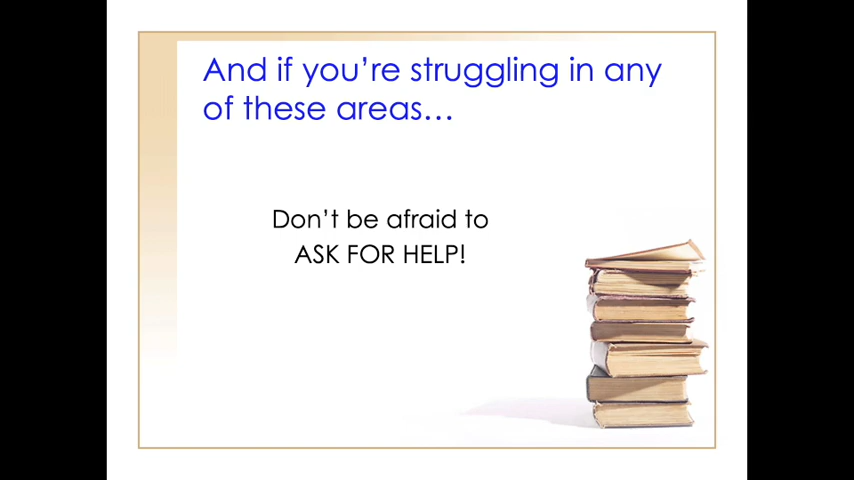 And if you’re struggling in any
of these areas…
Don’t be afraid to
ASK FOR HELP!